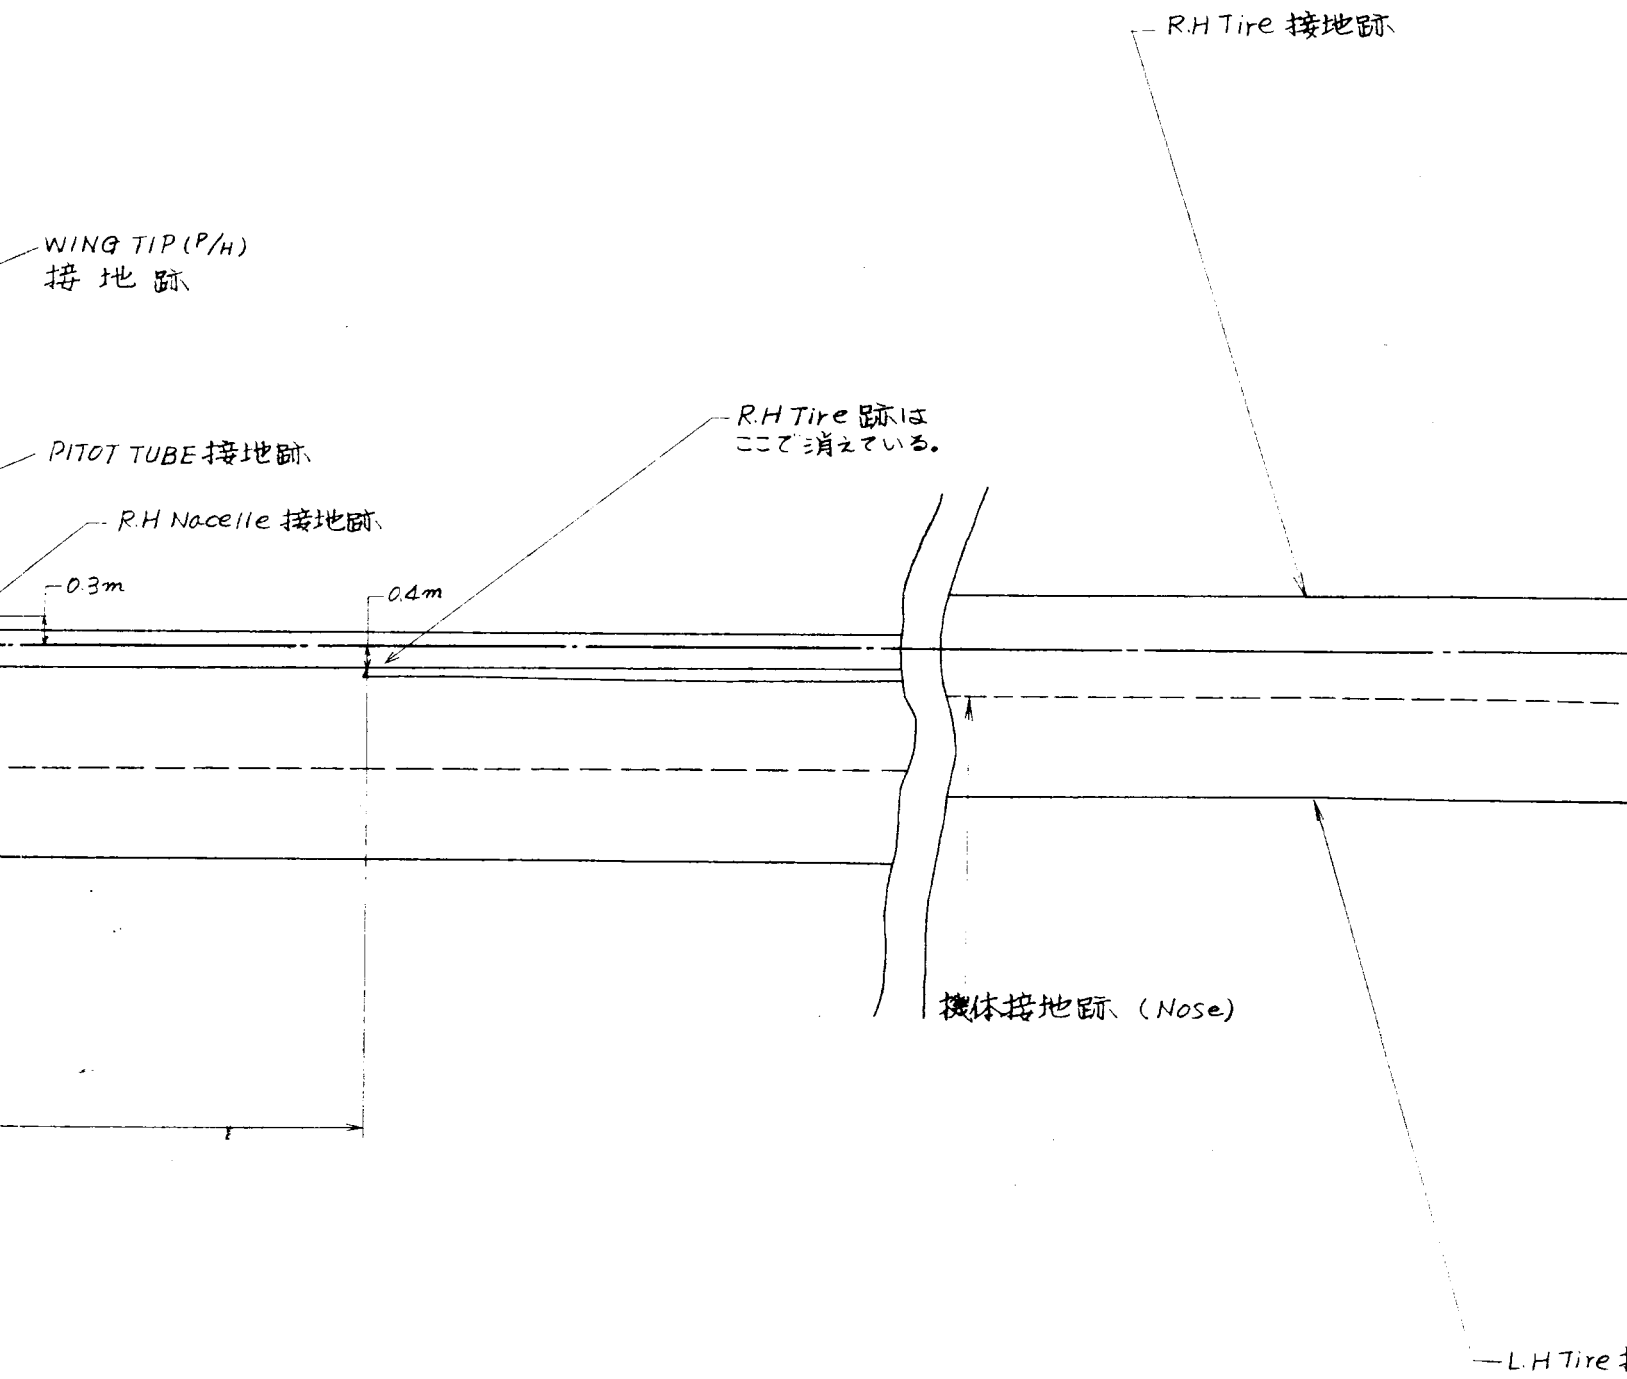 R.H Tire 接地跡
WING TIP (P/H)
接地跡
R.H Tire 跡は
ここで消えている。
PITOT TUBE 接地跡
R.H Nacelle 接地跡
0.3m
0.4m
機体接地跡 (Nose)
L.H Tire